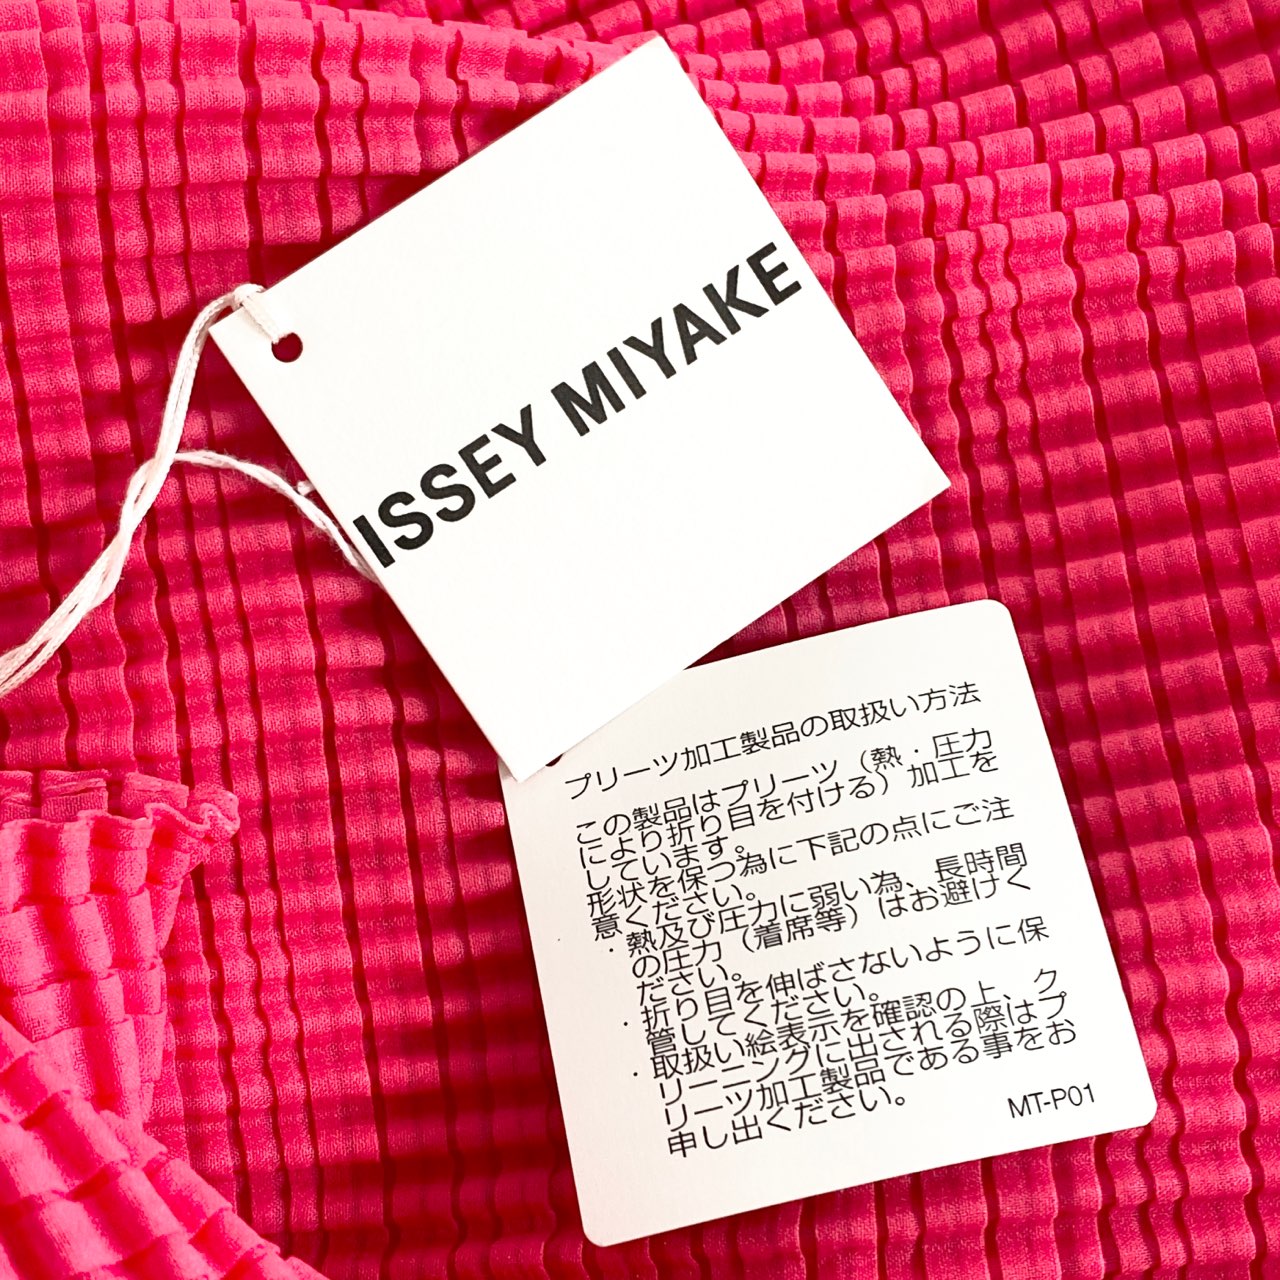 ISSEY MIYAKE
プリーツ加工製品の取扱い方法
この製品はプリーツ（熱・圧力
により折り目を付ける）加工を
しています。
形状を保つ為に下記の点にご注
意ください。
・熱及び圧力に弱い為、長時間
の圧力（着席等）はお避けく
ださい。
・折り目を伸ばさないように保
管してください。
・取扱い絵表示を確認の上、ク
リーニングに出される際はプ
リーツ加工製品である事をお
申し出ください。
MT-P01